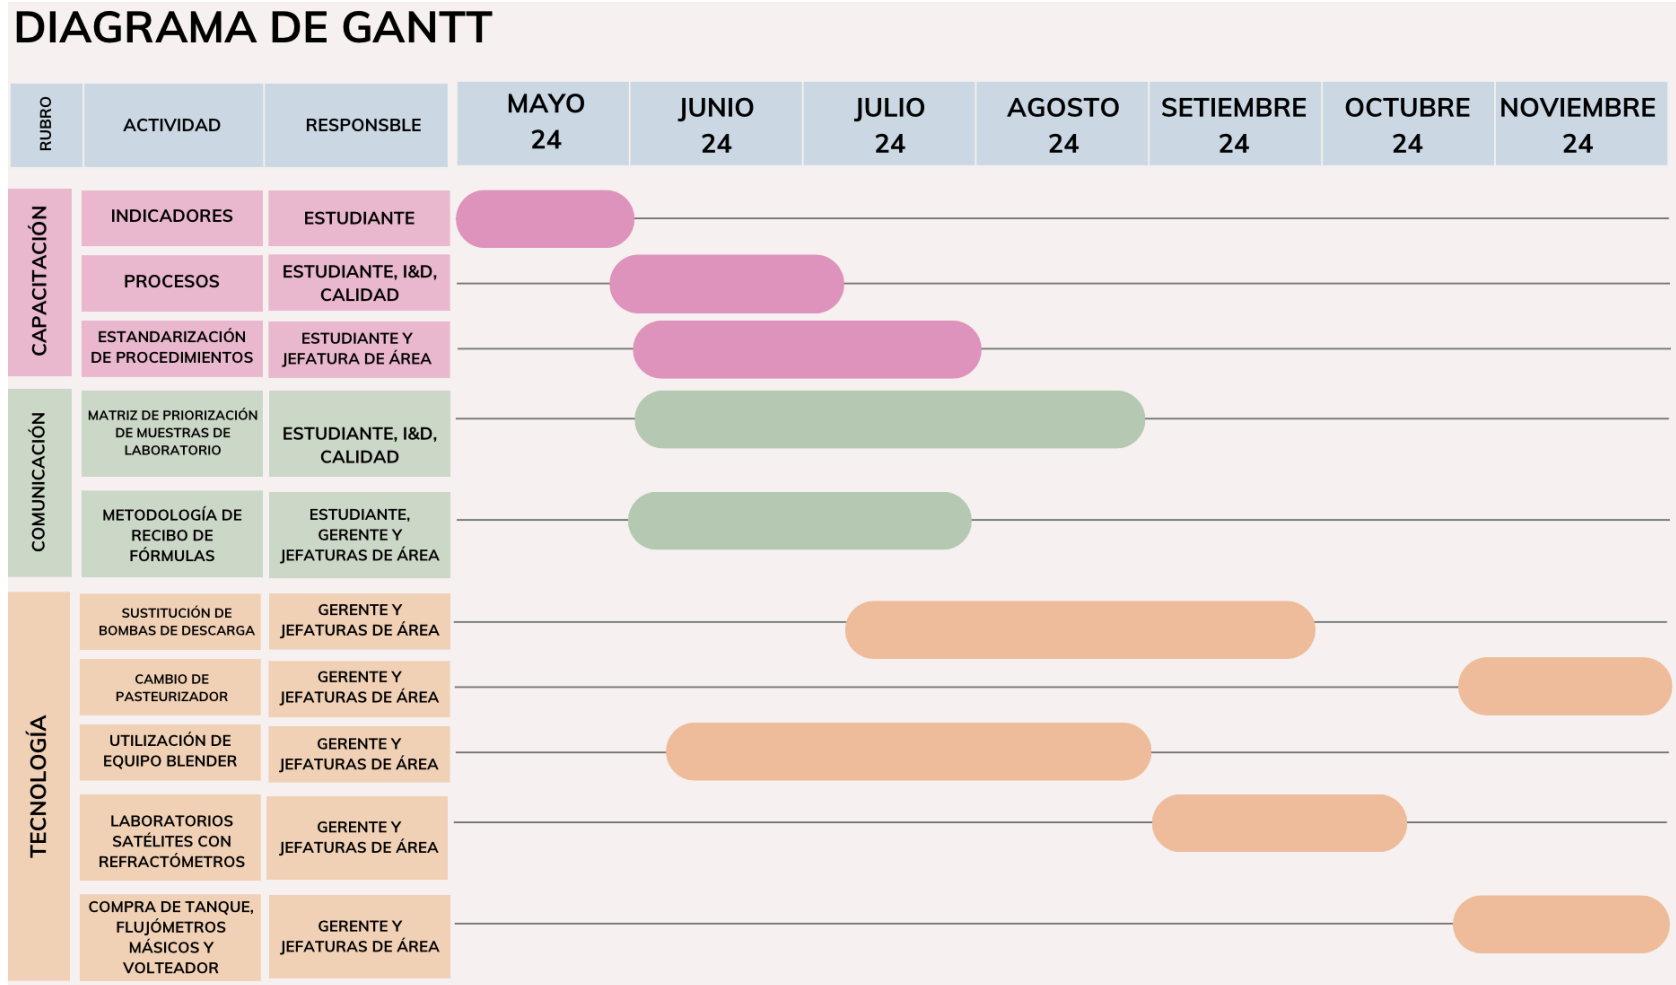 DIAGRAMA DE GANTT
RUBRO
ACTIVIDAD
RESPONSBLE
MAYO
24
JUNIO
24
JULIO
24
AGOSTO
24
SETIEMBRE
24
OCTUBRE
24
NOVIEMBRE
24
CAPACITACIÓN
INDICADORES
ESTUDIANTE
PROCESOS
ESTUDIANTE, I&D,
CALIDAD
ESTANDARIZACIÓN
DE PROCEDIMIENTOS
ESTUDIANTE Y
JEFATURA DE ÁREA
COMUNICACIÓN
MATRIZ DE PRIORIZACIÓN
DE MUESTRAS DE
LABORATORIO
ESTUDIANTE, I&D,
CALIDAD
METODOLOGÍA DE
RECIBO DE
FÓRMULAS
ESTUDIANTE,
GERENTE Y
JEFATURAS DE ÁREA
TECNOLOGÍA
SUSTITUCIÓN DE
BOMBAS DE DESCARGA
GERENTE Y
JEFATURAS DE ÁREA
CAMBIO DE
PASTEURIZADOR
GERENTE Y
JEFATURAS DE ÁREA
UTILIZACIÓN DE
EQUIPO BLENDER
GERENTE Y
JEFATURAS DE ÁREA
LABORATORIOS
SATÉLITES CON
REFRACTÓMETROS
GERENTE Y
JEFATURAS DE ÁREA
COMPRA DE TANQUE,
FLUJÓMETROS
MÁSICOS Y
VOLTEADOR
GERENTE Y
JEFATURAS DE ÁREA